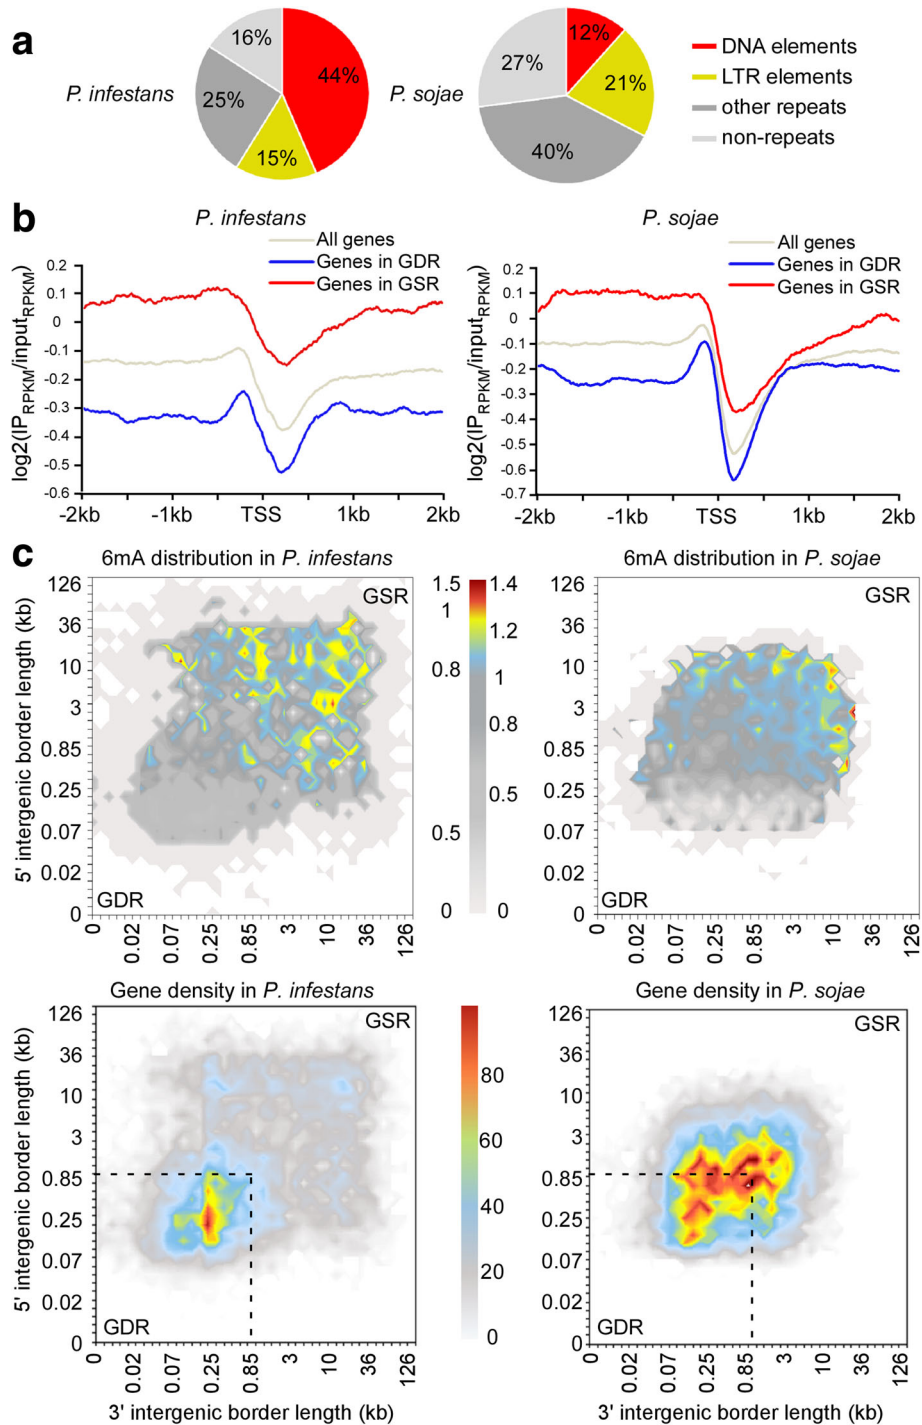 a
P. infestans
16%
44%
25%
15%
P. sojae
12%
27%
21%
40%
DNA elements
LTR elements
other repeats
non-repeats
b
P. infestans
All genes
Genes in GDR
Genes in GSR
log2(IPRPKM/inputRPKM)
0.2
0.1
0
-0.1
-0.2
-0.3
-0.4
-0.5
-0.6
-2kb -1kb TSS 1kb 2kb
P. sojae
All genes
Genes in GDR
Genes in GSR
log2(IPRPKM/inputRPKM)
0.2
0.1
0
-0.1
-0.2
-0.3
-0.4
-0.5
-0.6
-0.7
-2kb -1kb TSS 1kb 2kb
c
6mA distribution in P. infestans
5' intergenic border length (kb)
126
36
10
3
0.85
0.25
0.07
0.02
0
GSR
GDR
0 0.02 0.07 0.25 0.85 3 10 36 126
1.5
1
0.8
0.5
0
1.4
1.2
1
0.8
0.5
0
6mA distribution in P. sojae
126
36
10
3
0.85
0.25
0.07
0.02
0
GSR
GDR
0 0.02 0.07 0.25 0.85 3 10 36 126
Gene density in P. infestans
5' intergenic border length (kb)
126
36
10
3
0.85
0.25
0.07
0.02
0
GSR
GDR
0 0.02 0.07 0.25 0.85 3 10 36 126
3' intergenic border length (kb)
80
60
40
20
0
Gene density in P. sojae
126
36
10
3
0.85
0.25
0.07
0.02
0
GSR
GDR
0 0.02 0.07 0.25 0.85 3 10 36 126
3' intergenic border length (kb)